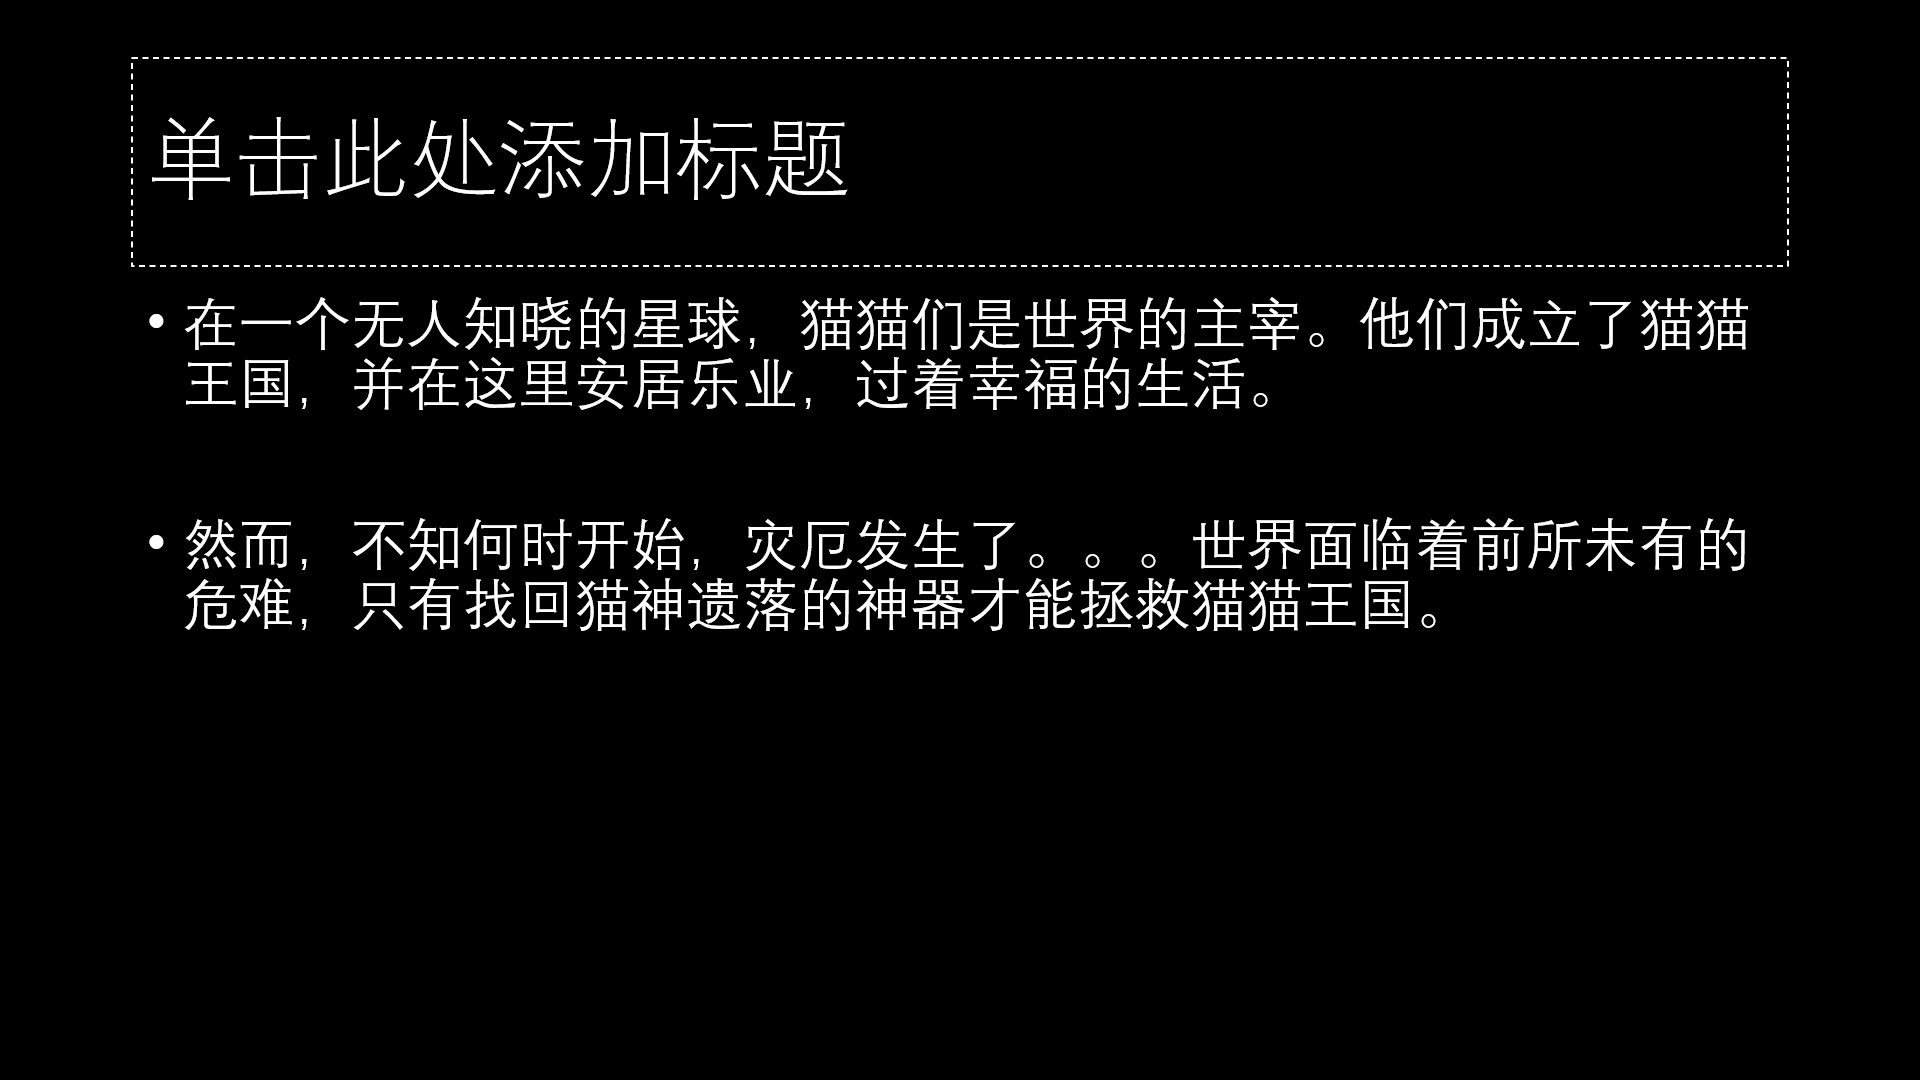 单击此处添加标题
• 在一个无人知晓的星球，猫猫们是世界的主宰。他们成立了猫猫
王国，并在这里安居乐业，过着幸福的生活。
• 然而，不知何时开始，灾厄发生了。。。世界面临着前所未有的
危难，只有找回猫神遗落的神器才能拯救猫猫王国。